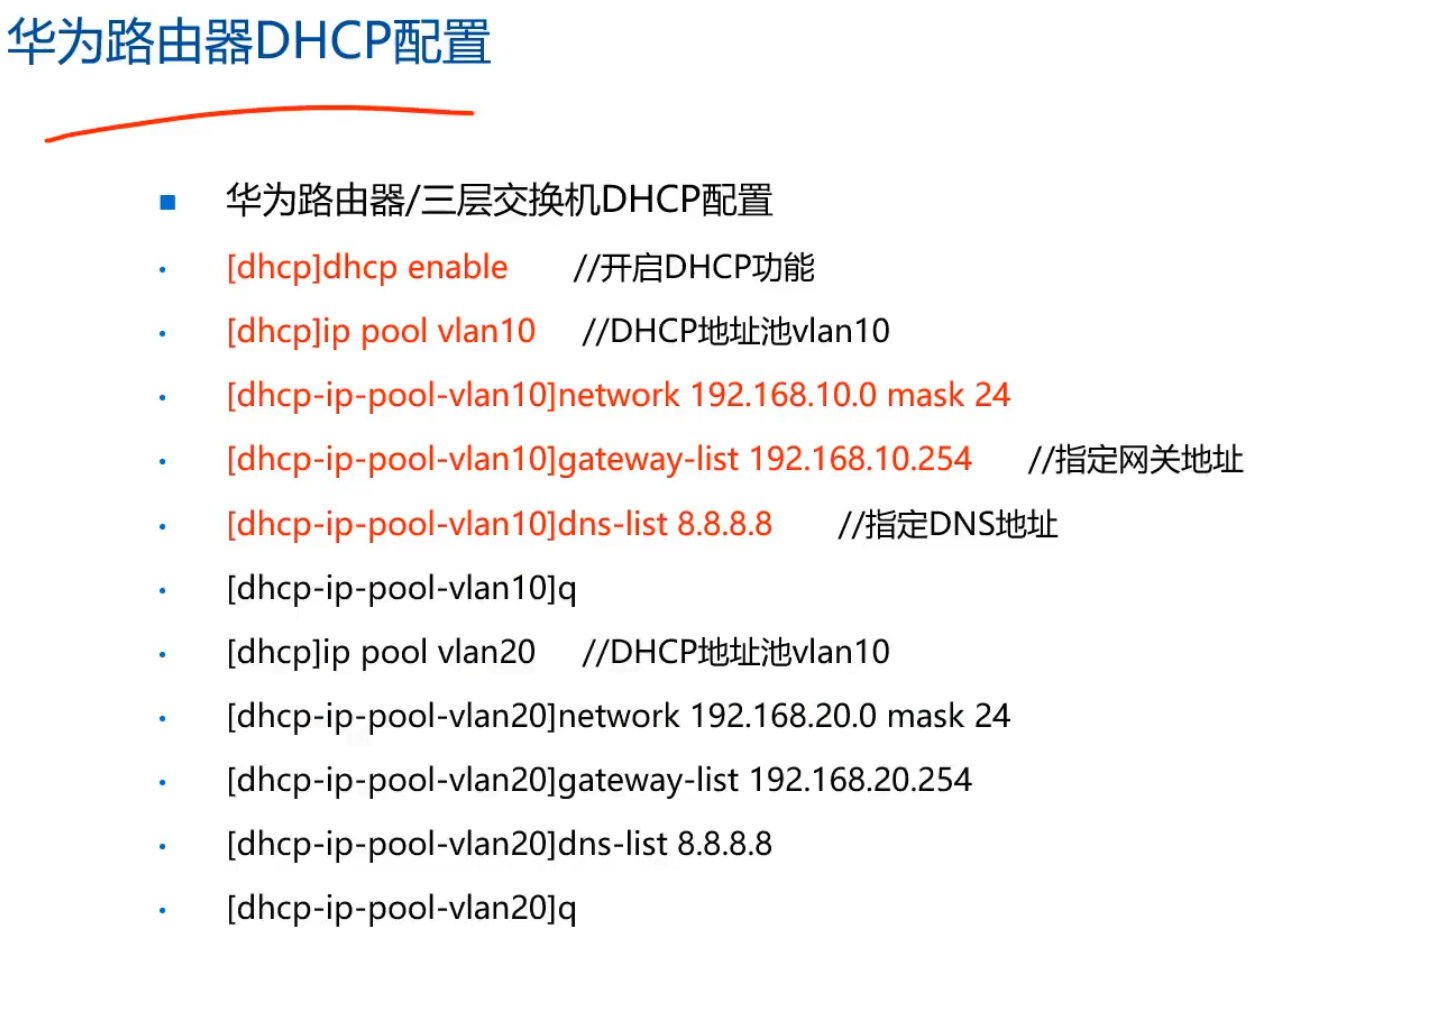 华为路由器DHCP配置
华为路由器/三层交换机DHCP配置
[dhcp]dhcp enable //开启DHCP功能
[dhcp]ip pool vlan10 //DHCP地址池vlan10
[dhcp-ip-pool-vlan10]network 192.168.10.0 mask 24
[dhcp-ip-pool-vlan10]gateway-list 192.168.10.254 //指定网关地址
[dhcp-ip-pool-vlan10]dns-list 8.8.8.8 //指定DNS地址
[dhcp-ip-pool-vlan10]q
[dhcp]ip pool vlan20 //DHCP地址池vlan10
[dhcp-ip-pool-vlan20]network 192.168.20.0 mask 24
[dhcp-ip-pool-vlan20]gateway-list 192.168.20.254
[dhcp-ip-pool-vlan20]dns-list 8.8.8.8
[dhcp-ip-pool-vlan20]q